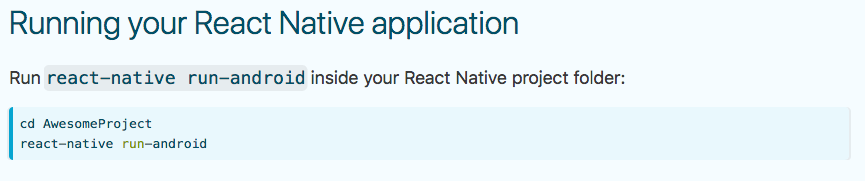 Running your React Native application
Run react-native run-android inside your React Native project folder:
cd AwesomeProject
react-native run-android